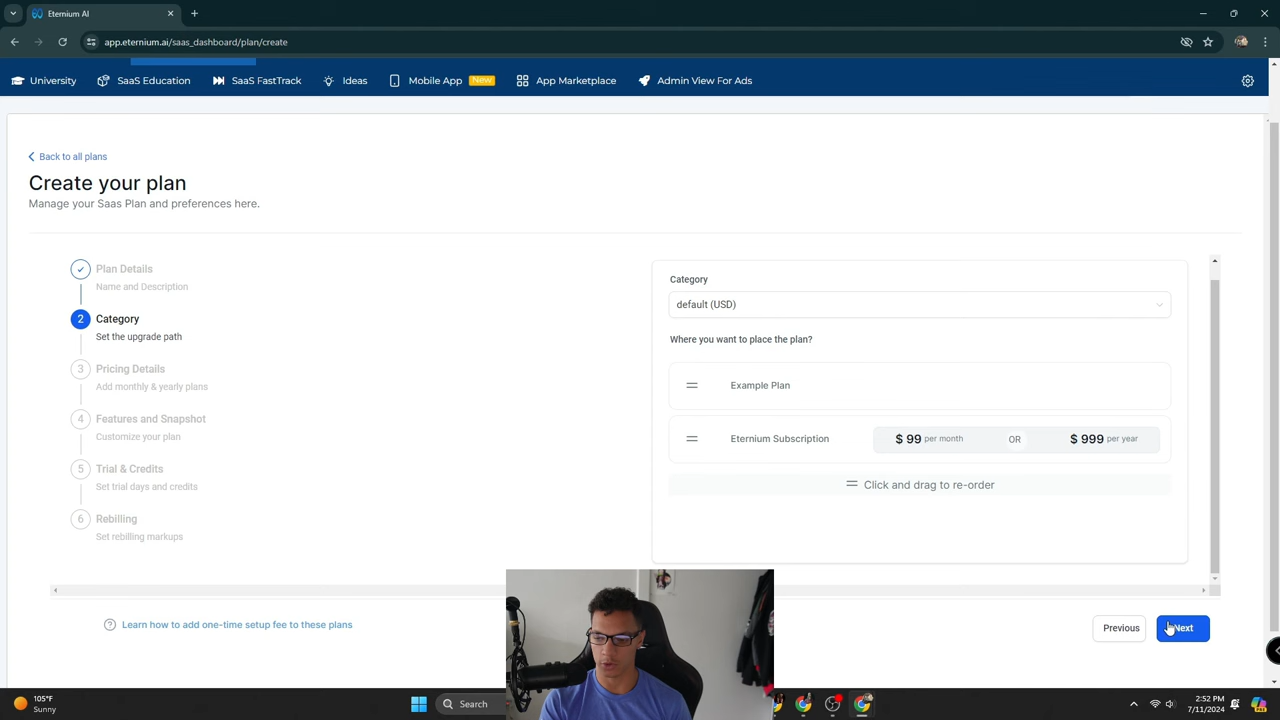 Eternium AI
app.eternium.ai/saas_dashboard/plan/create
University
SaaS Education
SaaS FastTrack
Ideas
Mobile App New
App Marketplace
Admin View For Ads
Back to all plans
Create your plan
Manage your Saas Plan and preferences here.
Plan Details
Name and Description
2 Category
Set the upgrade path
3 Pricing Details
Add monthly & yearly plans
4 Features and Snapshot
Customize your plan
5 Trial & Credits
Set trial days and credits
6 Rebilling
Set rebilling markups
Category
default (USD)
Where you want to place the plan?
Example Plan
Eternium Subscription $ 99 per month OR $ 999 per year
Click and drag to re-order
Learn how to add one-time setup fee to these plans
Previous
Next
105°F
Sunny
Search
2:52 PM
7/11/2024